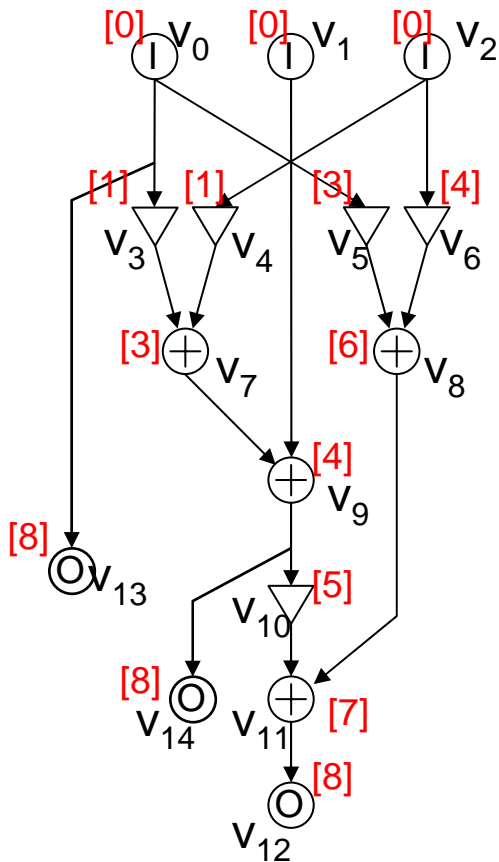 [0] v0 [0] v1 [0] v2
I I I
[1] [1] [3] [4]
v3 v4 v5 v6
[3] + [6] +
v7 v8
[4]
+
v9
[8]
O v13
[5]
v10
[8]
O + [7]
v14 v11
[8]
O
v12